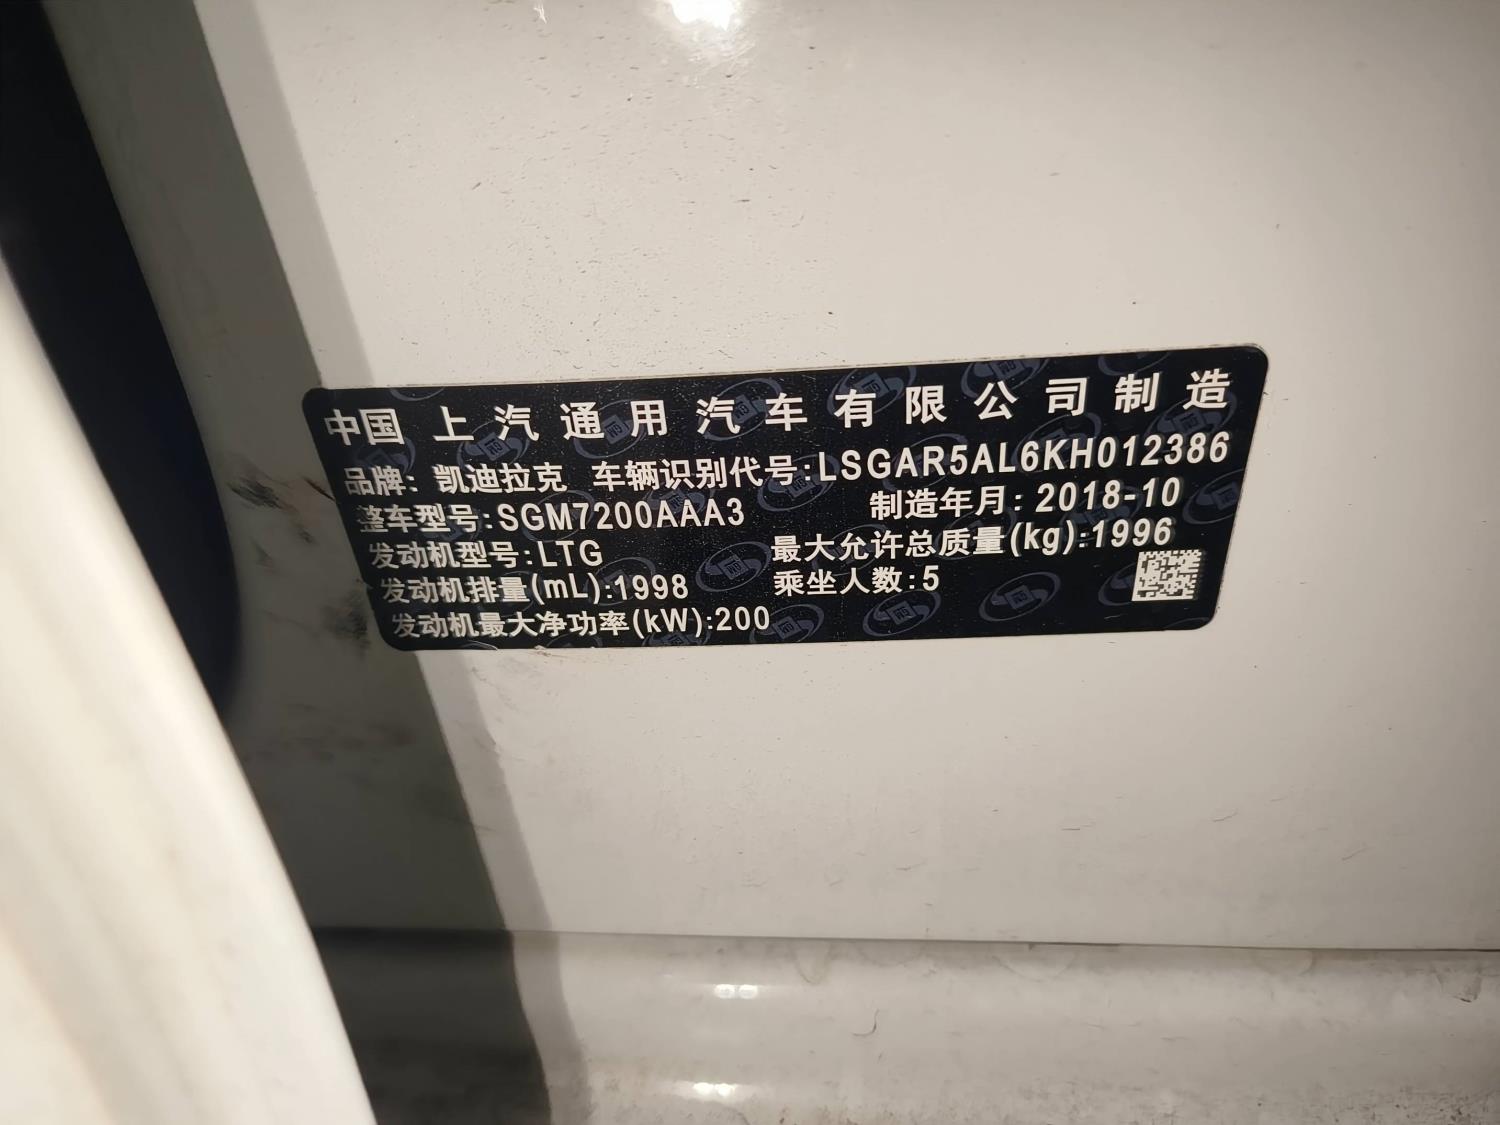 中国 上汽通用汽车有限公司制造
品牌: 凯迪拉克 车辆识别代号:LSGAR5AL6KH012386
整车型号:SGM7200AAA3 制造年月: 2018-10
发动机型号:LTG 最大允许总质量(kg):1996
发动机排量(mL):1998 乘坐人数:5
发动机最大净功率(kW):200